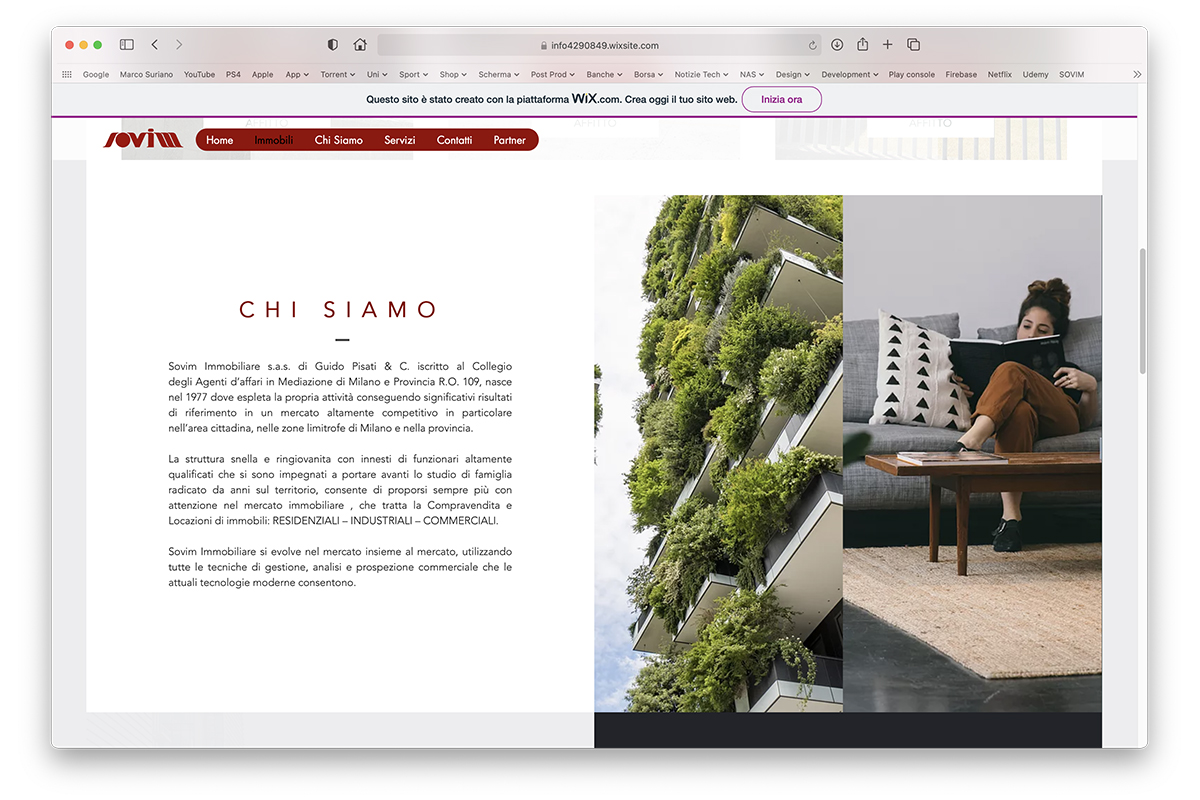 info4290849.wixsite.com
Google Marco Suriano YouTube PS4 Apple App Torrent Uni Sport Shop Scherma Post Prod Banche Borsa Notizie Tech NAS Design Development Play console Firebase Netflix Udemy SOVIM
Questo sito è stato creato con la piattaforma WiX.com. Crea oggi il tuo sito web. Inizia ora
AFFITTO AFFITTO AFFITTO
sovim Home Immobili Chi Siamo Servizi Contatti Partner
CHI SIAMO
Sovim Immobiliare s.a.s. di Guido Pisati & C. iscritto al Collegio
degli Agenti d’affari in Mediazione di Milano e Provincia R.O. 109, nasce
nel 1977 dove espleta la propria attività conseguendo significativi risultati
di riferimento in un mercato altamente competitivo in particolare
nell’area cittadina, nelle zone limitrofe di Milano e nella provincia.
La struttura snella e ringiovanita con innesti di funzionari altamente
qualificati che si sono impegnati a portare avanti lo studio di famiglia
radicato da anni sul territorio, consente di proporsi sempre più con
attenzione nel mercato immobiliare , che tratta la Compravendita e
Locazioni di immobili: RESIDENZIALI – INDUSTRIALI – COMMERCIALI.
Sovim Immobiliare si evolve nel mercato insieme al mercato, utilizzando
tutte le tecniche di gestione, analisi e prospezione commerciale che le
attuali tecnologie moderne consentono.